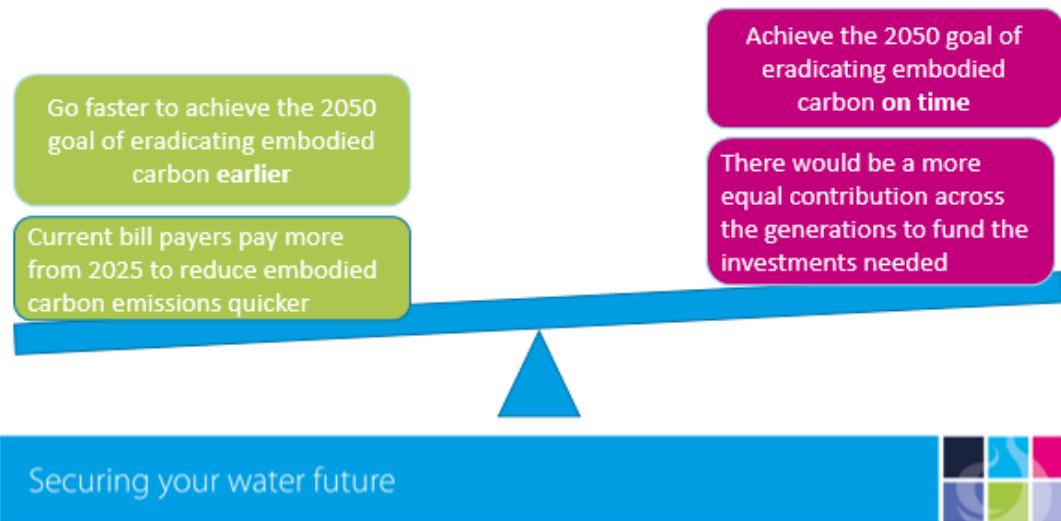 Go faster to achieve the 2050
goal of eradicating embodied
carbon earlier
Current bill payers pay more
from 2025 to reduce embodied
carbon emissions quicker
Achieve the 2050 goal of
eradicating embodied
carbon on time
There would be a more
equal contribution across
the generations to fund the
investments needed
Securing your water future